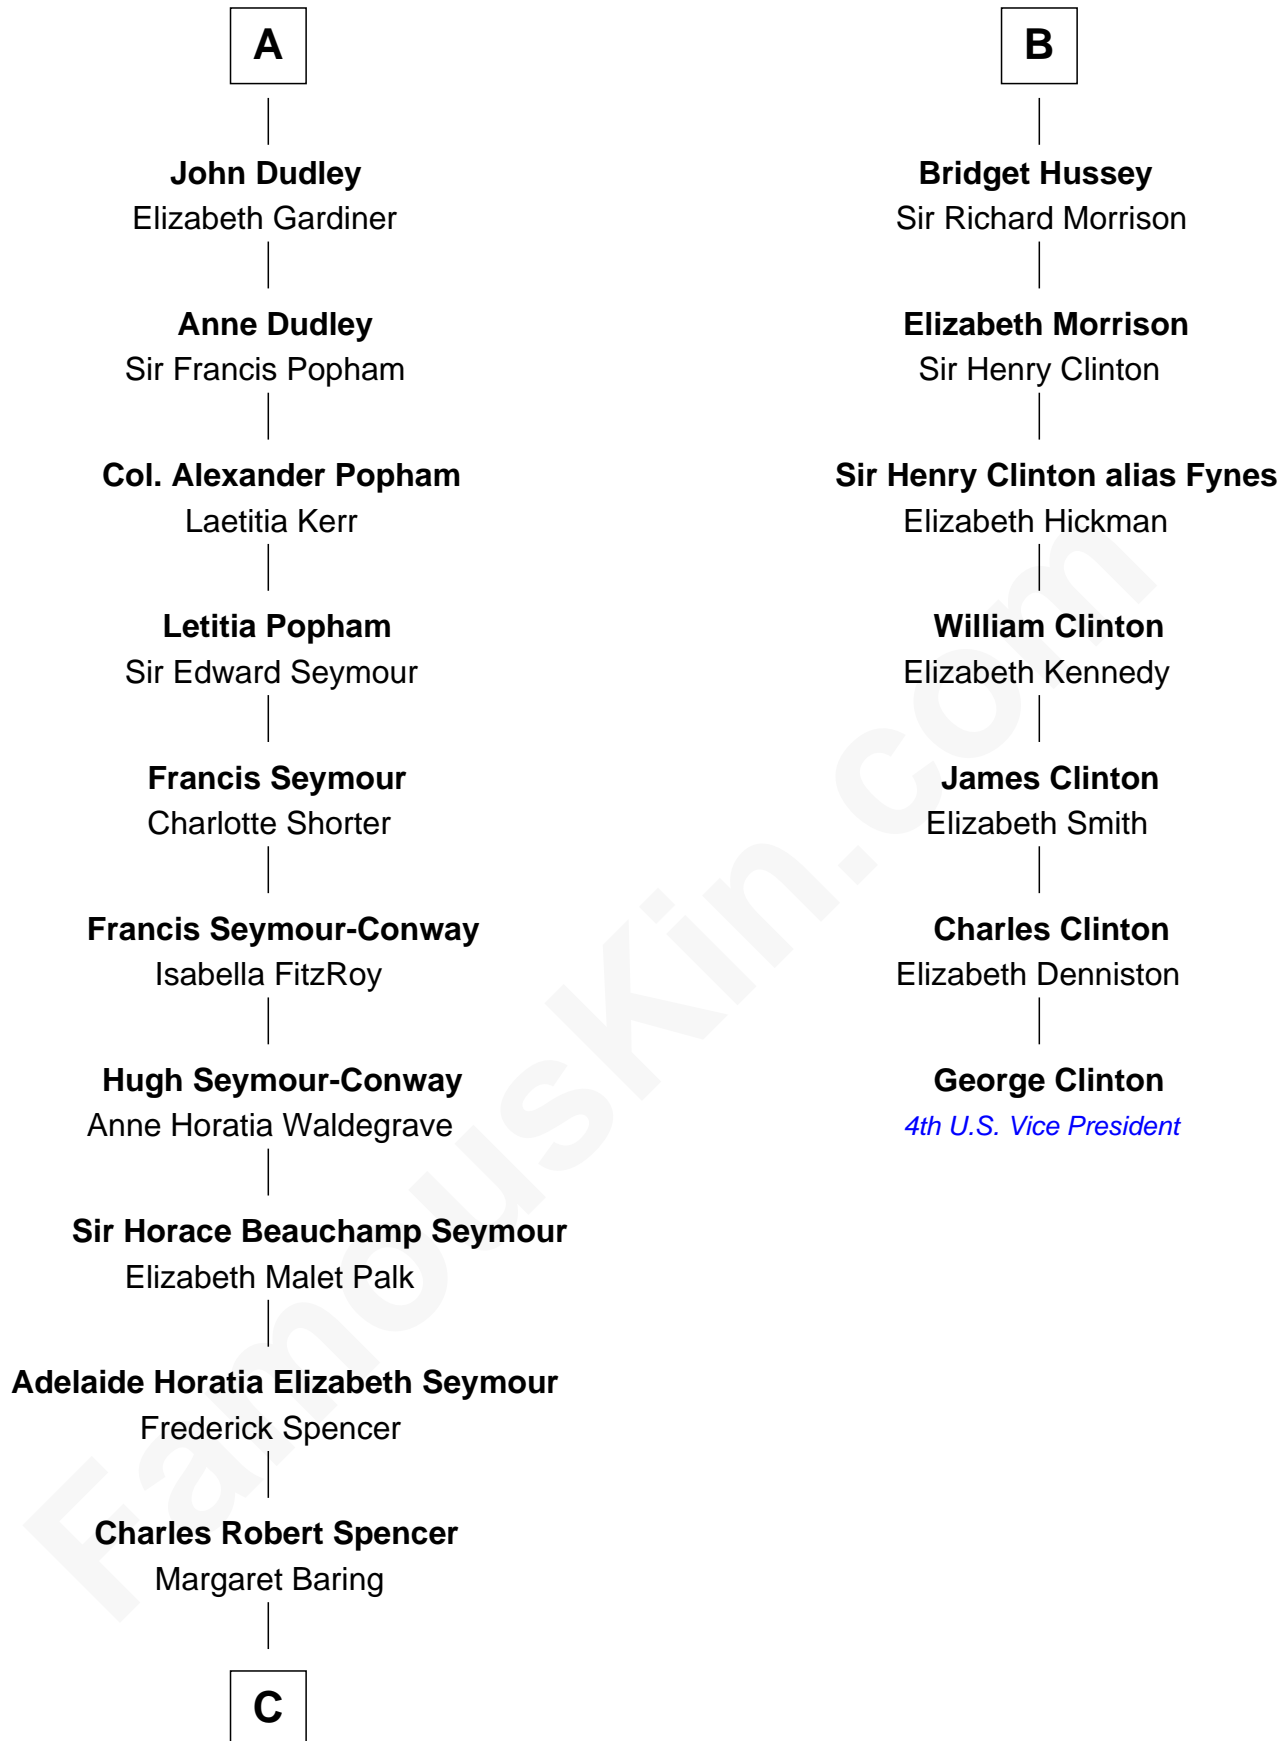 A
John Dudley
Elizabeth Gardiner
Anne Dudley
Sir Francis Popham
Col. Alexander Popham
Laetitia Kerr
Letitia Popham
Sir Edward Seymour
Francis Seymour
Charlotte Shorter
Francis Seymour-Conway
Isabella FitzRoy
Hugh Seymour-Conway
Anne Horatia Waldegrave
Sir Horace Beauchamp Seymour
Elizabeth Malet Palk
Adelaide Horatia Elizabeth Seymour
Frederick Spencer
Charles Robert Spencer
Margaret Baring
C
B
Bridget Hussey
Sir Richard Morrison
Elizabeth Morrison
Sir Henry Clinton
Sir Henry Clinton alias Fynes
Elizabeth Hickman
William Clinton
Elizabeth Kennedy
James Clinton
Elizabeth Smith
Charles Clinton
Elizabeth Denniston
George Clinton
4th U.S. Vice President
FamousKin.com